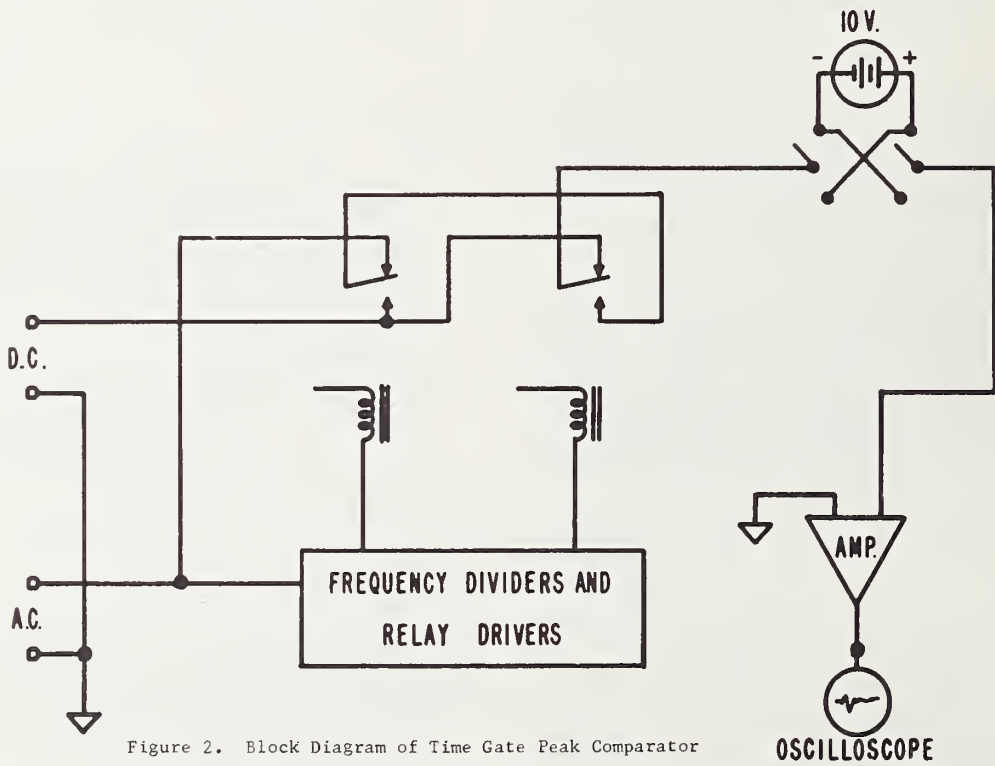 10 V.
- +
D.C.
A.C.
FREQUENCY DIVIDERS AND
RELAY DRIVERS
AMP.
OSCILLOSCOPE
Figure 2. Block Diagram of Time Gate Peak Comparator